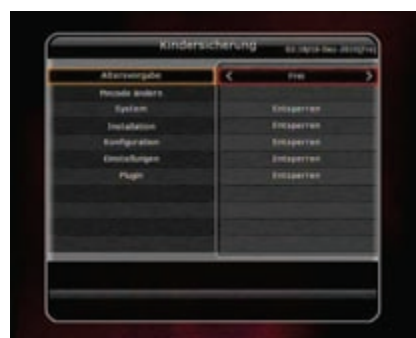 Kindersicherung
Altersvorgabe < Frei >
Pincode ändern
System Entsperren
Installation Entsperren
Konfiguration Entsperren
Einstellungen Entsperren
Plugin Entsperren